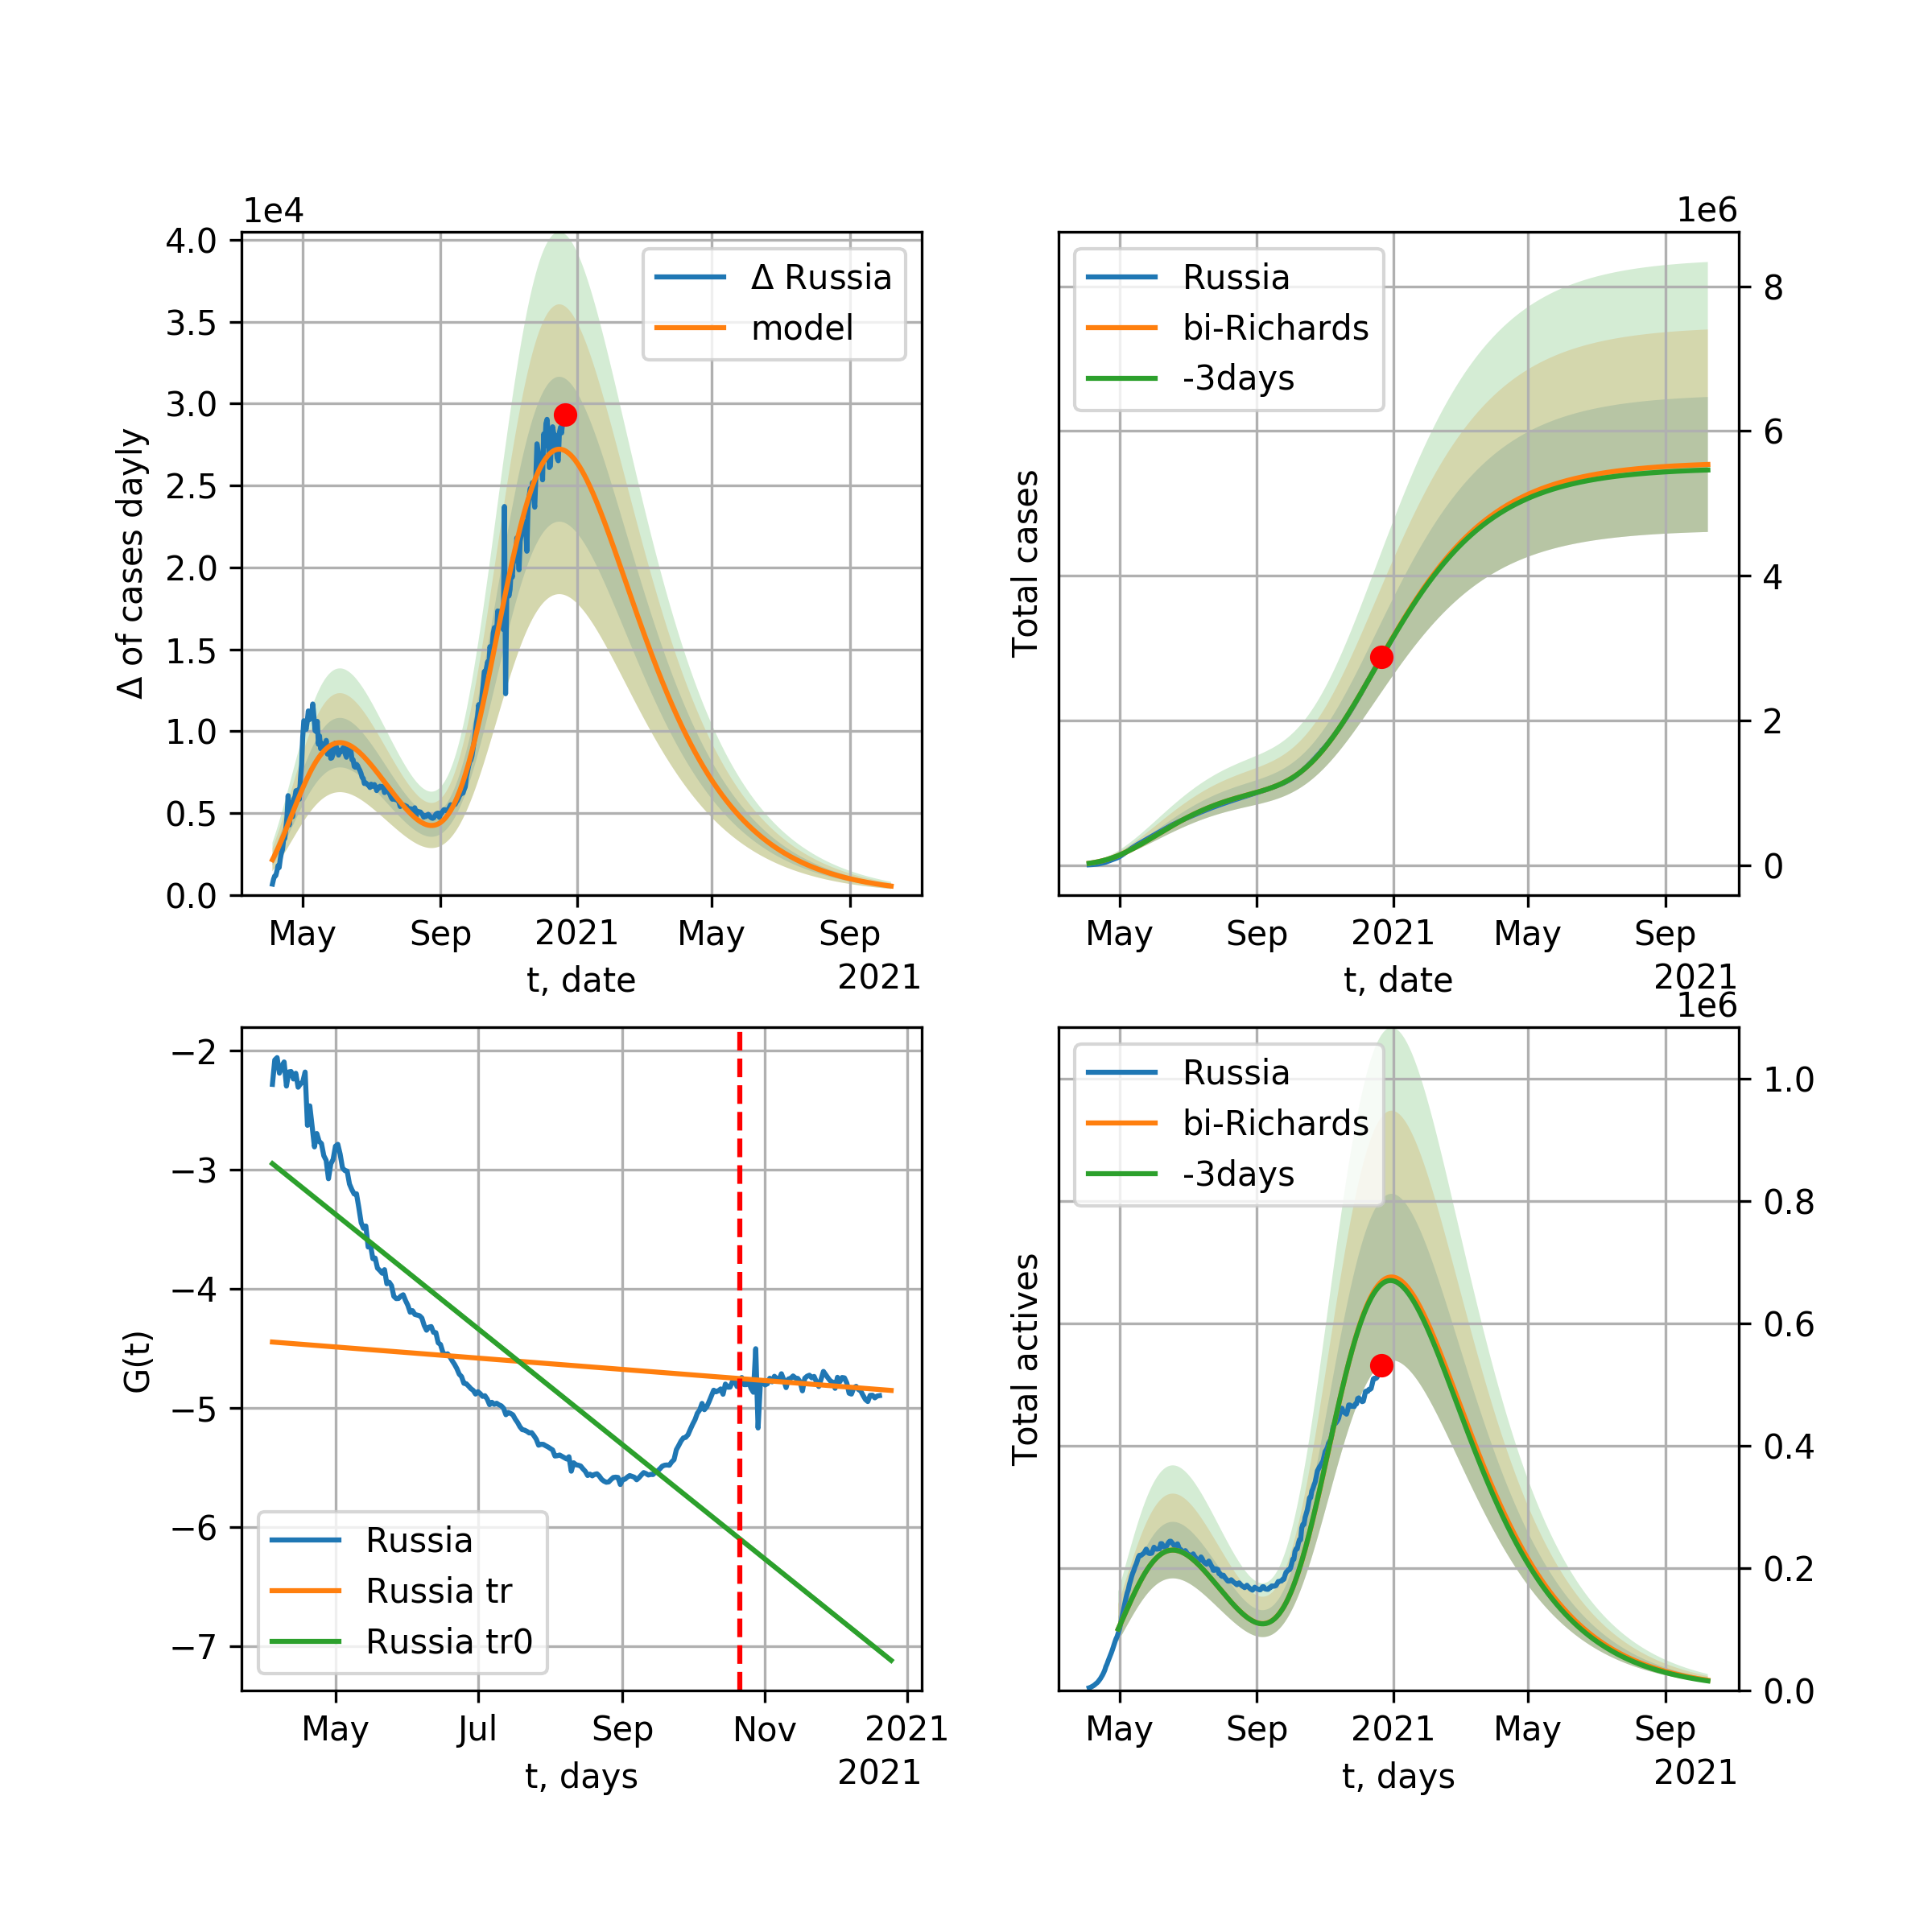 1e4
4.0
3.5
3.0
2.5
2.0
1.5
1.0
0.5
0.0
Δ of cases dayly
Δ Russia
model
May Sep 2021 May Sep
t, date
2021
1e6
8
6
4
2
0
Total cases
Russia
bi-Richards
-3days
May Sep 2021 May Sep
t, date
2021
−2
−3
−4
−5
−6
−7
G(t)
Russia
Russia tr
Russia tr0
May Jul Sep Nov 2021
t, days
2021
1e6
1.0
0.8
0.6
0.4
0.2
0.0
Total actives
Russia
bi-Richards
-3days
May Sep 2021 May Sep
t, days
2021